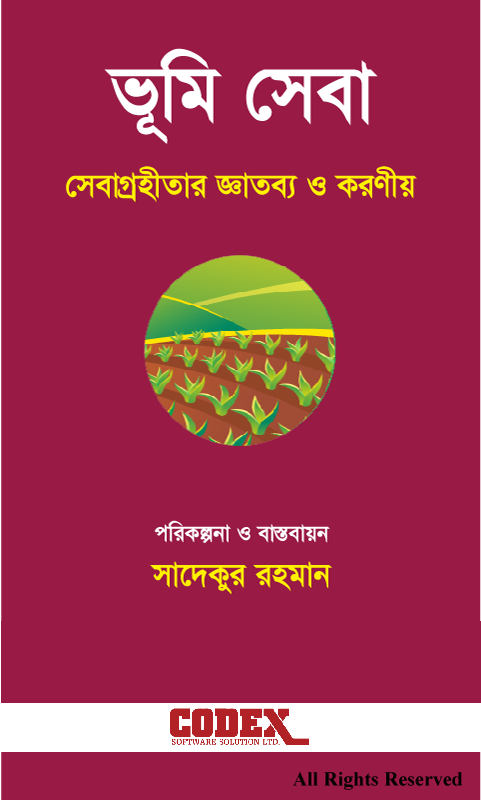 ভূমি সেবা
সেবাগ্রহীতার জ্ঞাতব্য ও করণীয়
পরিকল্পনা ও বাস্তবায়ন
সাদেকুর রহমান
CODEX
SOFTWARE SOLUTION LTD.
All Rights Reserved